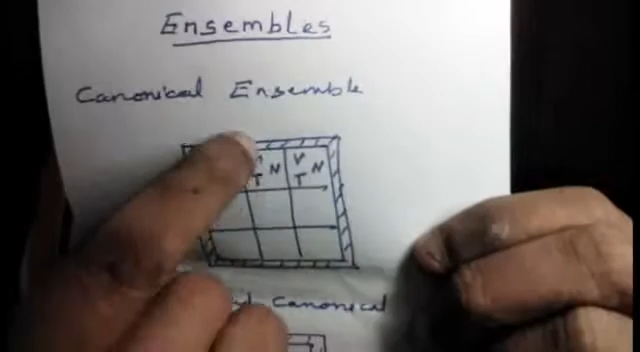 Ensembles
Canonical Ensemble
N V N
T T
Canonical